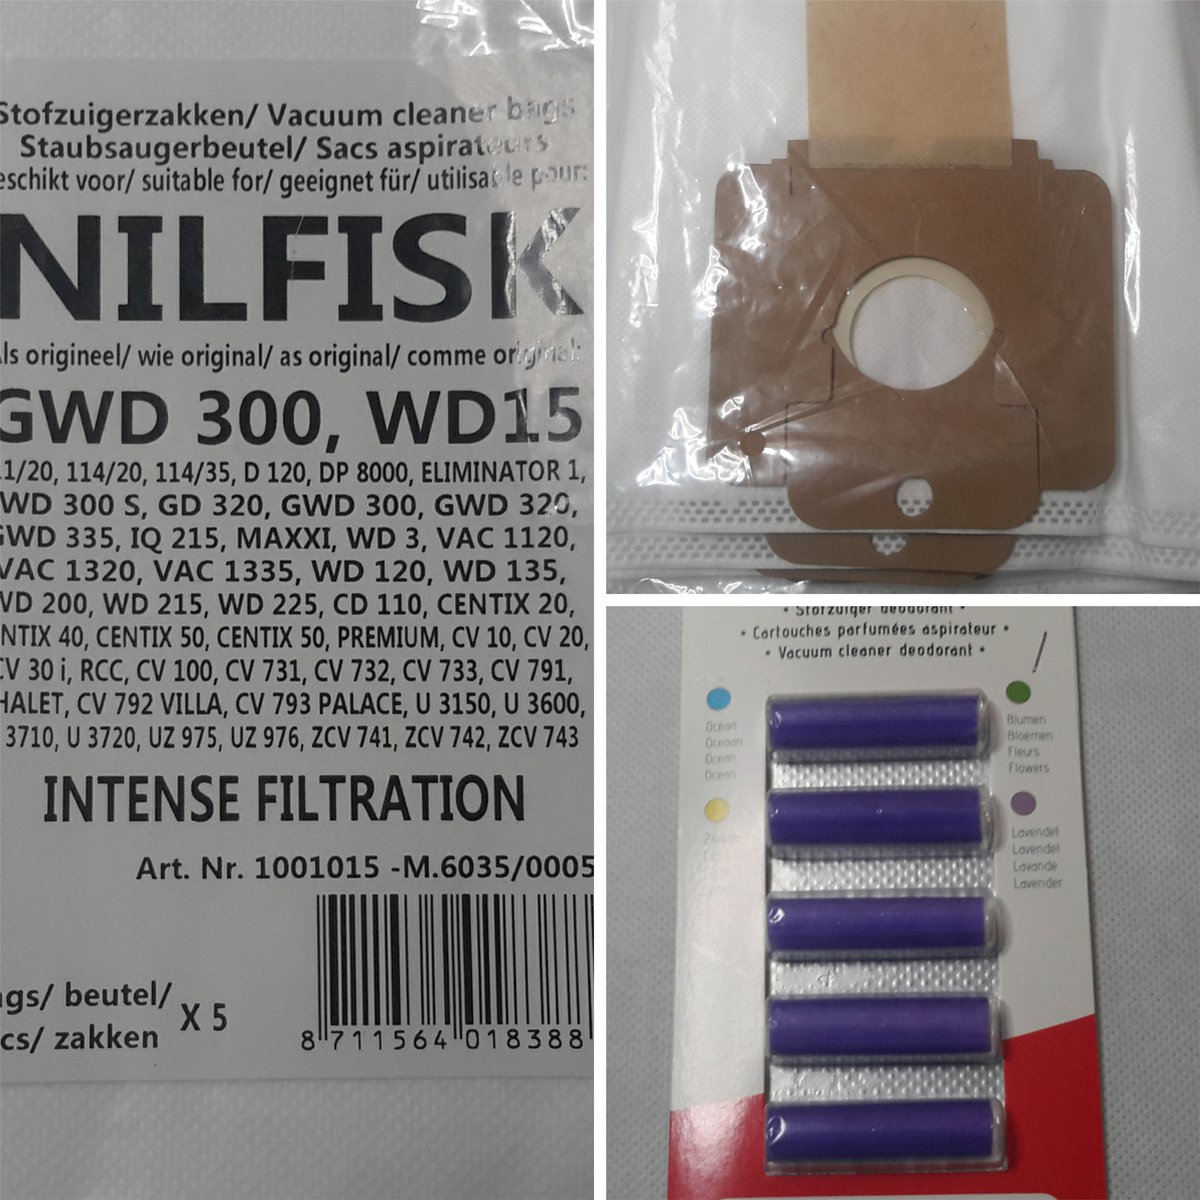 Stofzuigerzakken/ Vacuum cleaner bags
Staubsaugerbeutel/ Sacs aspirateurs
eschikt voor/ suitable for/ geeignet für/ utilisable pour:
NILFISK
ls origineel/ wie original/ as original/ comme original:
GWD 300, WD15
1/20, 114/20, 114/35, D 120, DP 8000, ELIMINATOR 1,
WD 300 S, GD 320, GWD 300, GWD 320,
GWD 335, IQ 215, MAXXI, WD 3, VAC 1120,
VAC 1320, VAC 1335, WD 120, WD 135,
WD 200, WD 215, WD 225, CD 110, CENTIX 20,
NTIX 40, CENTIX 50, CENTIX 50, PREMIUM, CV 10, CV 20,
CV 30 i, RCC, CV 100, CV 731, CV 732, CV 733, CV 791,
HALET, CV 792 VILLA, CV 793 PALACE, U 3150, U 3600,
3710, U 3720, UZ 975, UZ 976, ZCV 741, ZCV 742, ZCV 743
INTENSE FILTRATION
Art. Nr. 1001015 -M.6035/0005
gs/ beutel/
cs/ zakken X 5
8 711564 018388
• Stofzuiger deodorant •
• Cartouches parfumées aspirateur •
• Vacuum cleaner deodorant •
Ocean
Oceaan
Ocean
Ocean
Blumen
Bloemen
Fleurs
Flowers
Lavendel
Lavendel
Lavande
Lavender